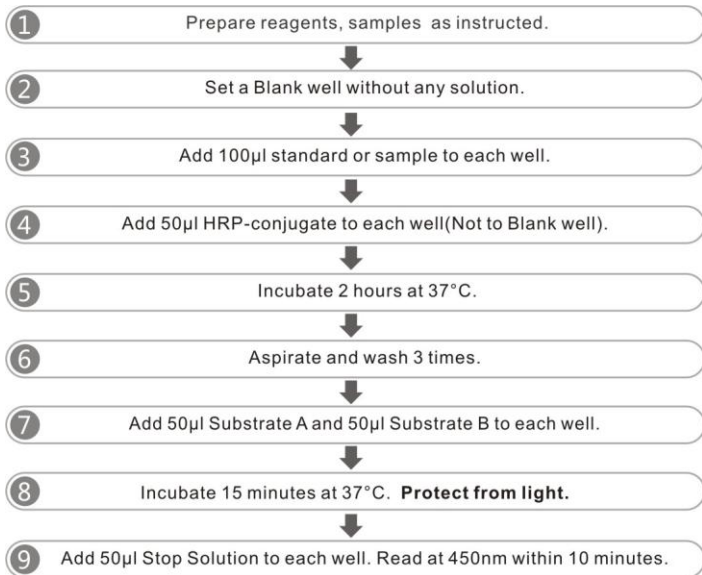 1 Prepare reagents, samples as instructed.
2 Set a Blank well without any solution.
3 Add 100μl standard or sample to each well.
4 Add 50μl HRP-conjugate to each well(Not to Blank well).
5 Incubate 2 hours at 37°C.
6 Aspirate and wash 3 times.
7 Add 50μl Substrate A and 50μl Substrate B to each well.
8 Incubate 15 minutes at 37°C. Protect from light.
9 Add 50μl Stop Solution to each well. Read at 450nm within 10 minutes.